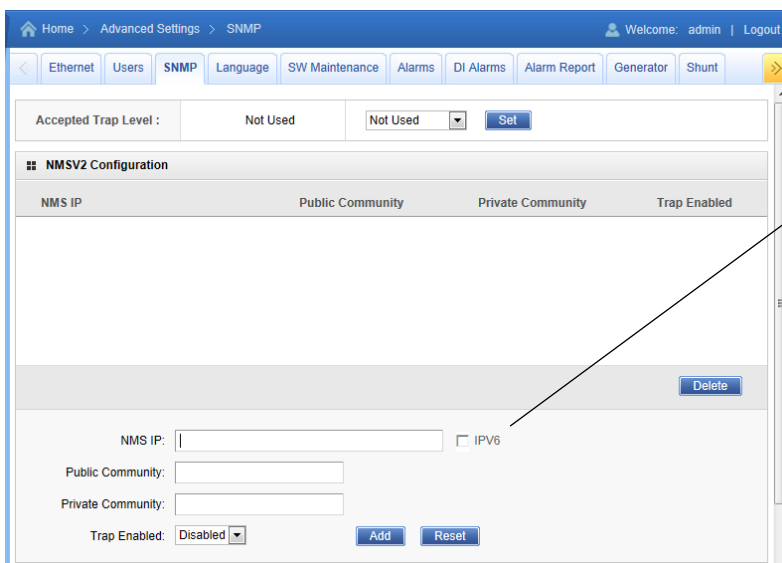 Home > Advanced Settings > SNMP Welcome: admin | Logout
Ethernet Users SNMP Language SW Maintenance Alarms DI Alarms Alarm Report Generator Shunt
Accepted Trap Level : Not Used Not Used Set
NMSV2 Configuration
NMS IP Public Community Private Community Trap Enabled
Delete
NMS IP: IPV6
Public Community:
Private Community:
Trap Enabled: Disabled Add Reset